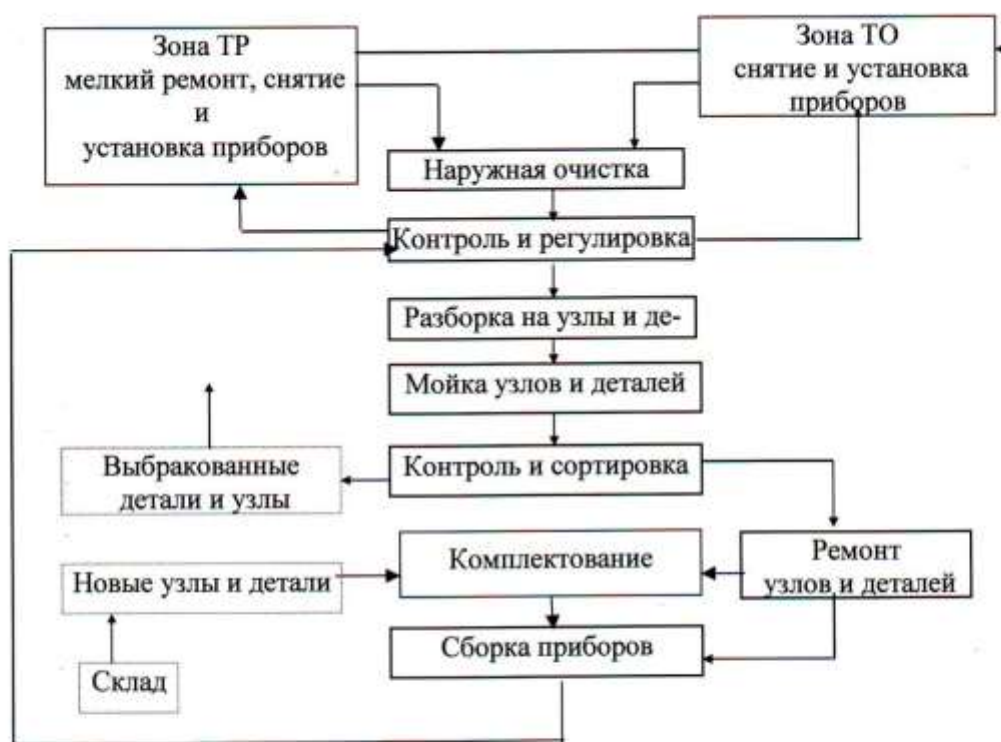 Зона ТР
мелкий ремонт, снятие
и
установка приборов
Зона ТО
снятие и установка
приборов
Наружная очистка
Контроль и регулировка
Разборка на узлы и де-
Мойка узлов и деталей
Выбракованные
детали и узлы
Контроль и сортировка
Новые узлы и детали
Комплектование
Ремонт
узлов и деталей
Сборка приборов
Склад